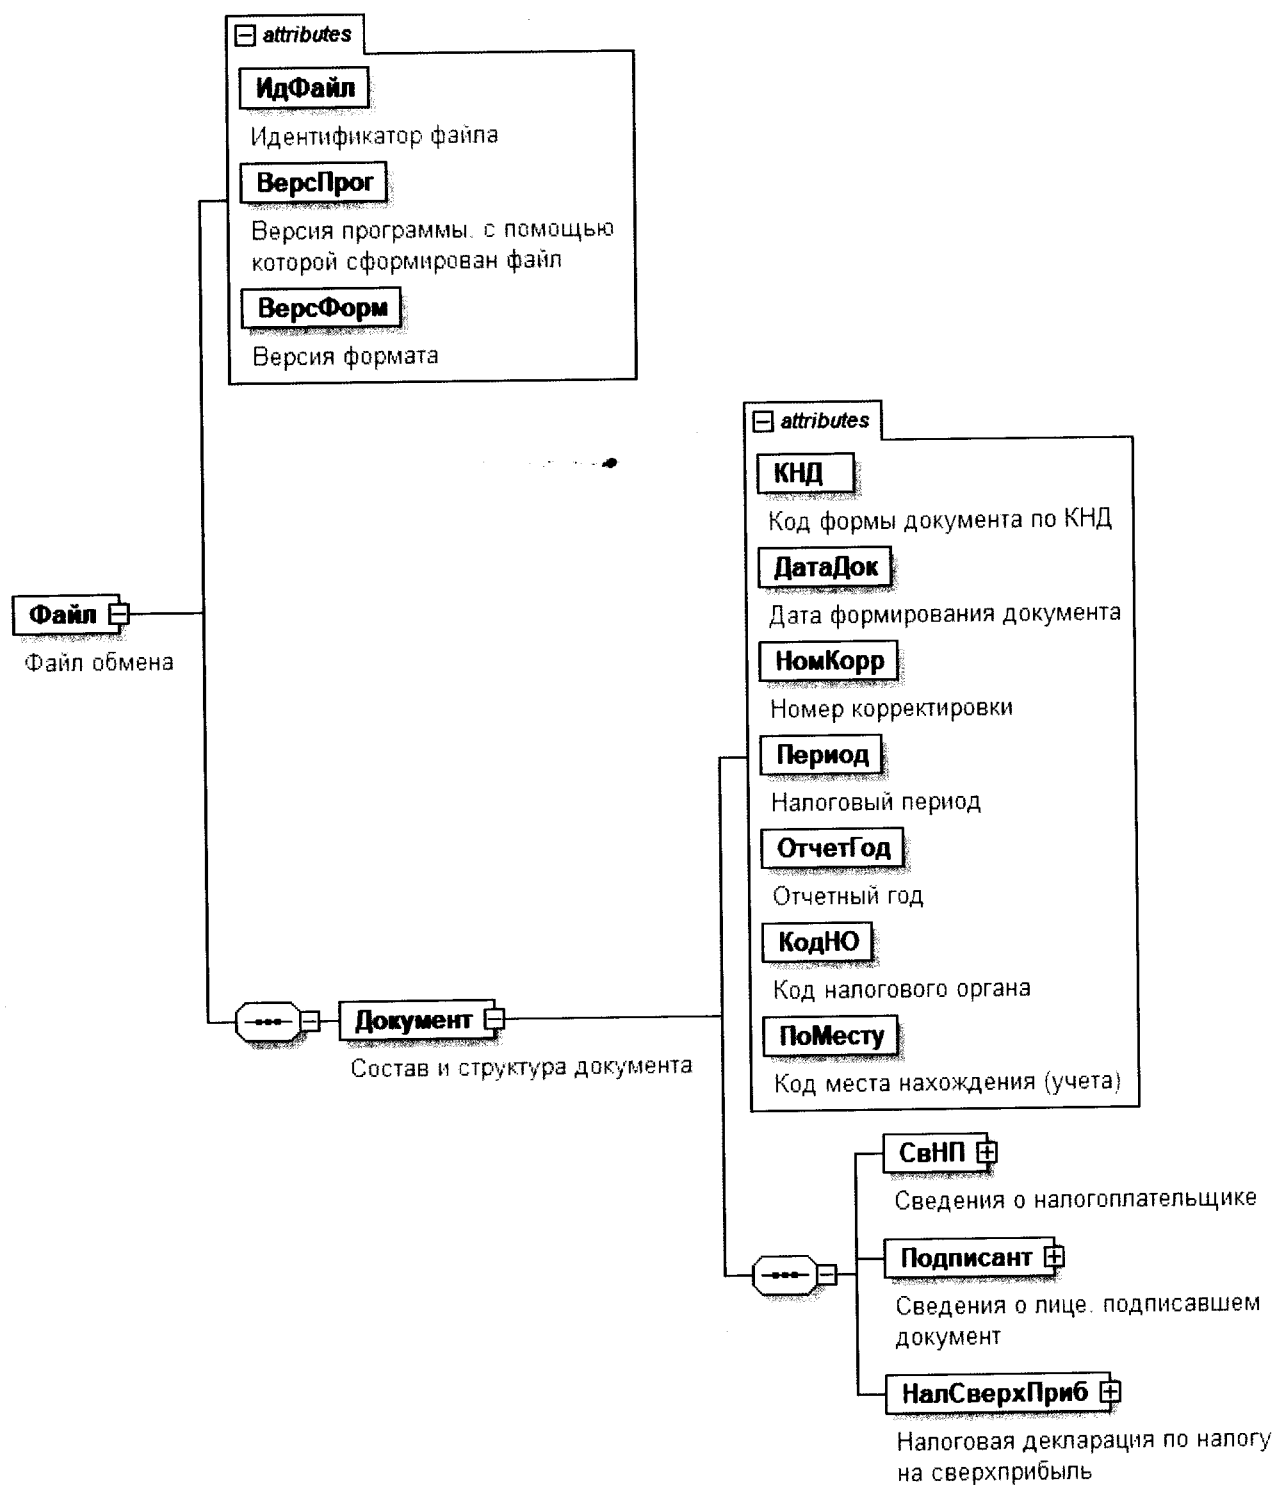 attributes
ИдФайл
Идентификатор файла
ВерсПрог
Версия программы, с помощью
которой сформирован файл
ВерсФорм
Версия формата
Файл
Файл обмена
Документ
Состав и структура документа
attributes
КНД
Код формы документа по КНД
ДатаДок
Дата формирования документа
НомКорр
Номер корректировки
Период
Налоговый период
ОтчетГод
Отчетный год
КодНО
Код налогового органа
ПоМесту
Код места нахождения (учета)
СвНП
Сведения о налогоплательщике
Подписант
Сведения о лице, подписавшем
документ
НалСверхПриб
Налоговая декларация по налогу
на сверхприбыль